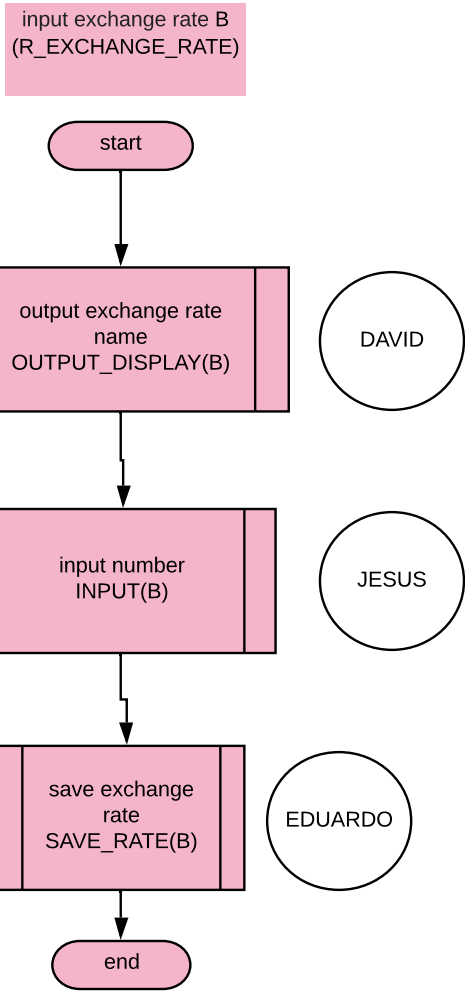 input exchange rate B
(R_EXCHANGE_RATE)
start
output exchange rate
name
OUTPUT_DISPLAY(B)
DAVID
input number
INPUT(B)
JESUS
save exchange
rate
SAVE_RATE(B)
EDUARDO
end